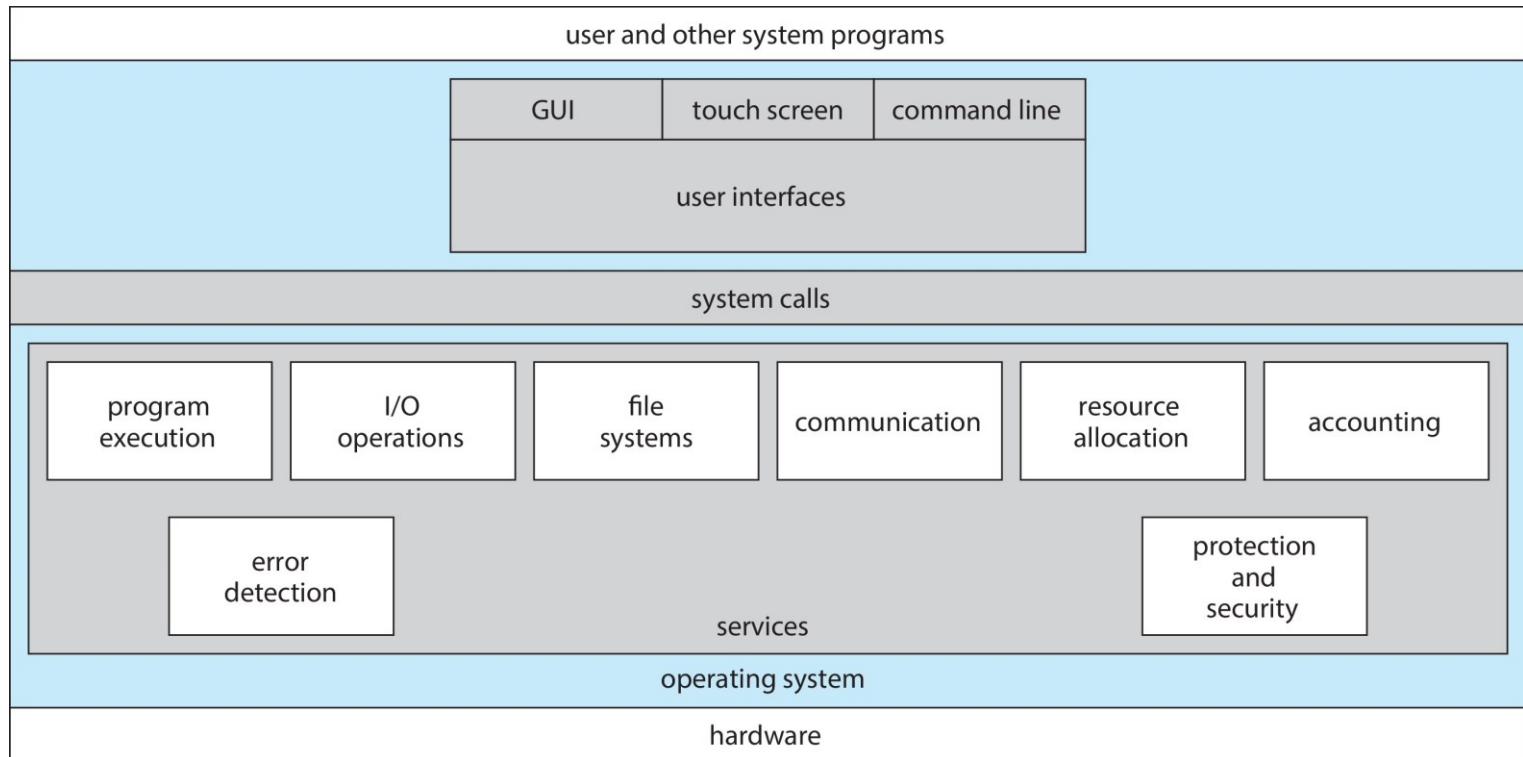 user and other system programs
GUI
touch screen
command line
user interfaces
system calls
program
execution
I/O
operations
file
systems
communication
resource
allocation
accounting
error
detection
protection
and
security
services
operating system
hardware